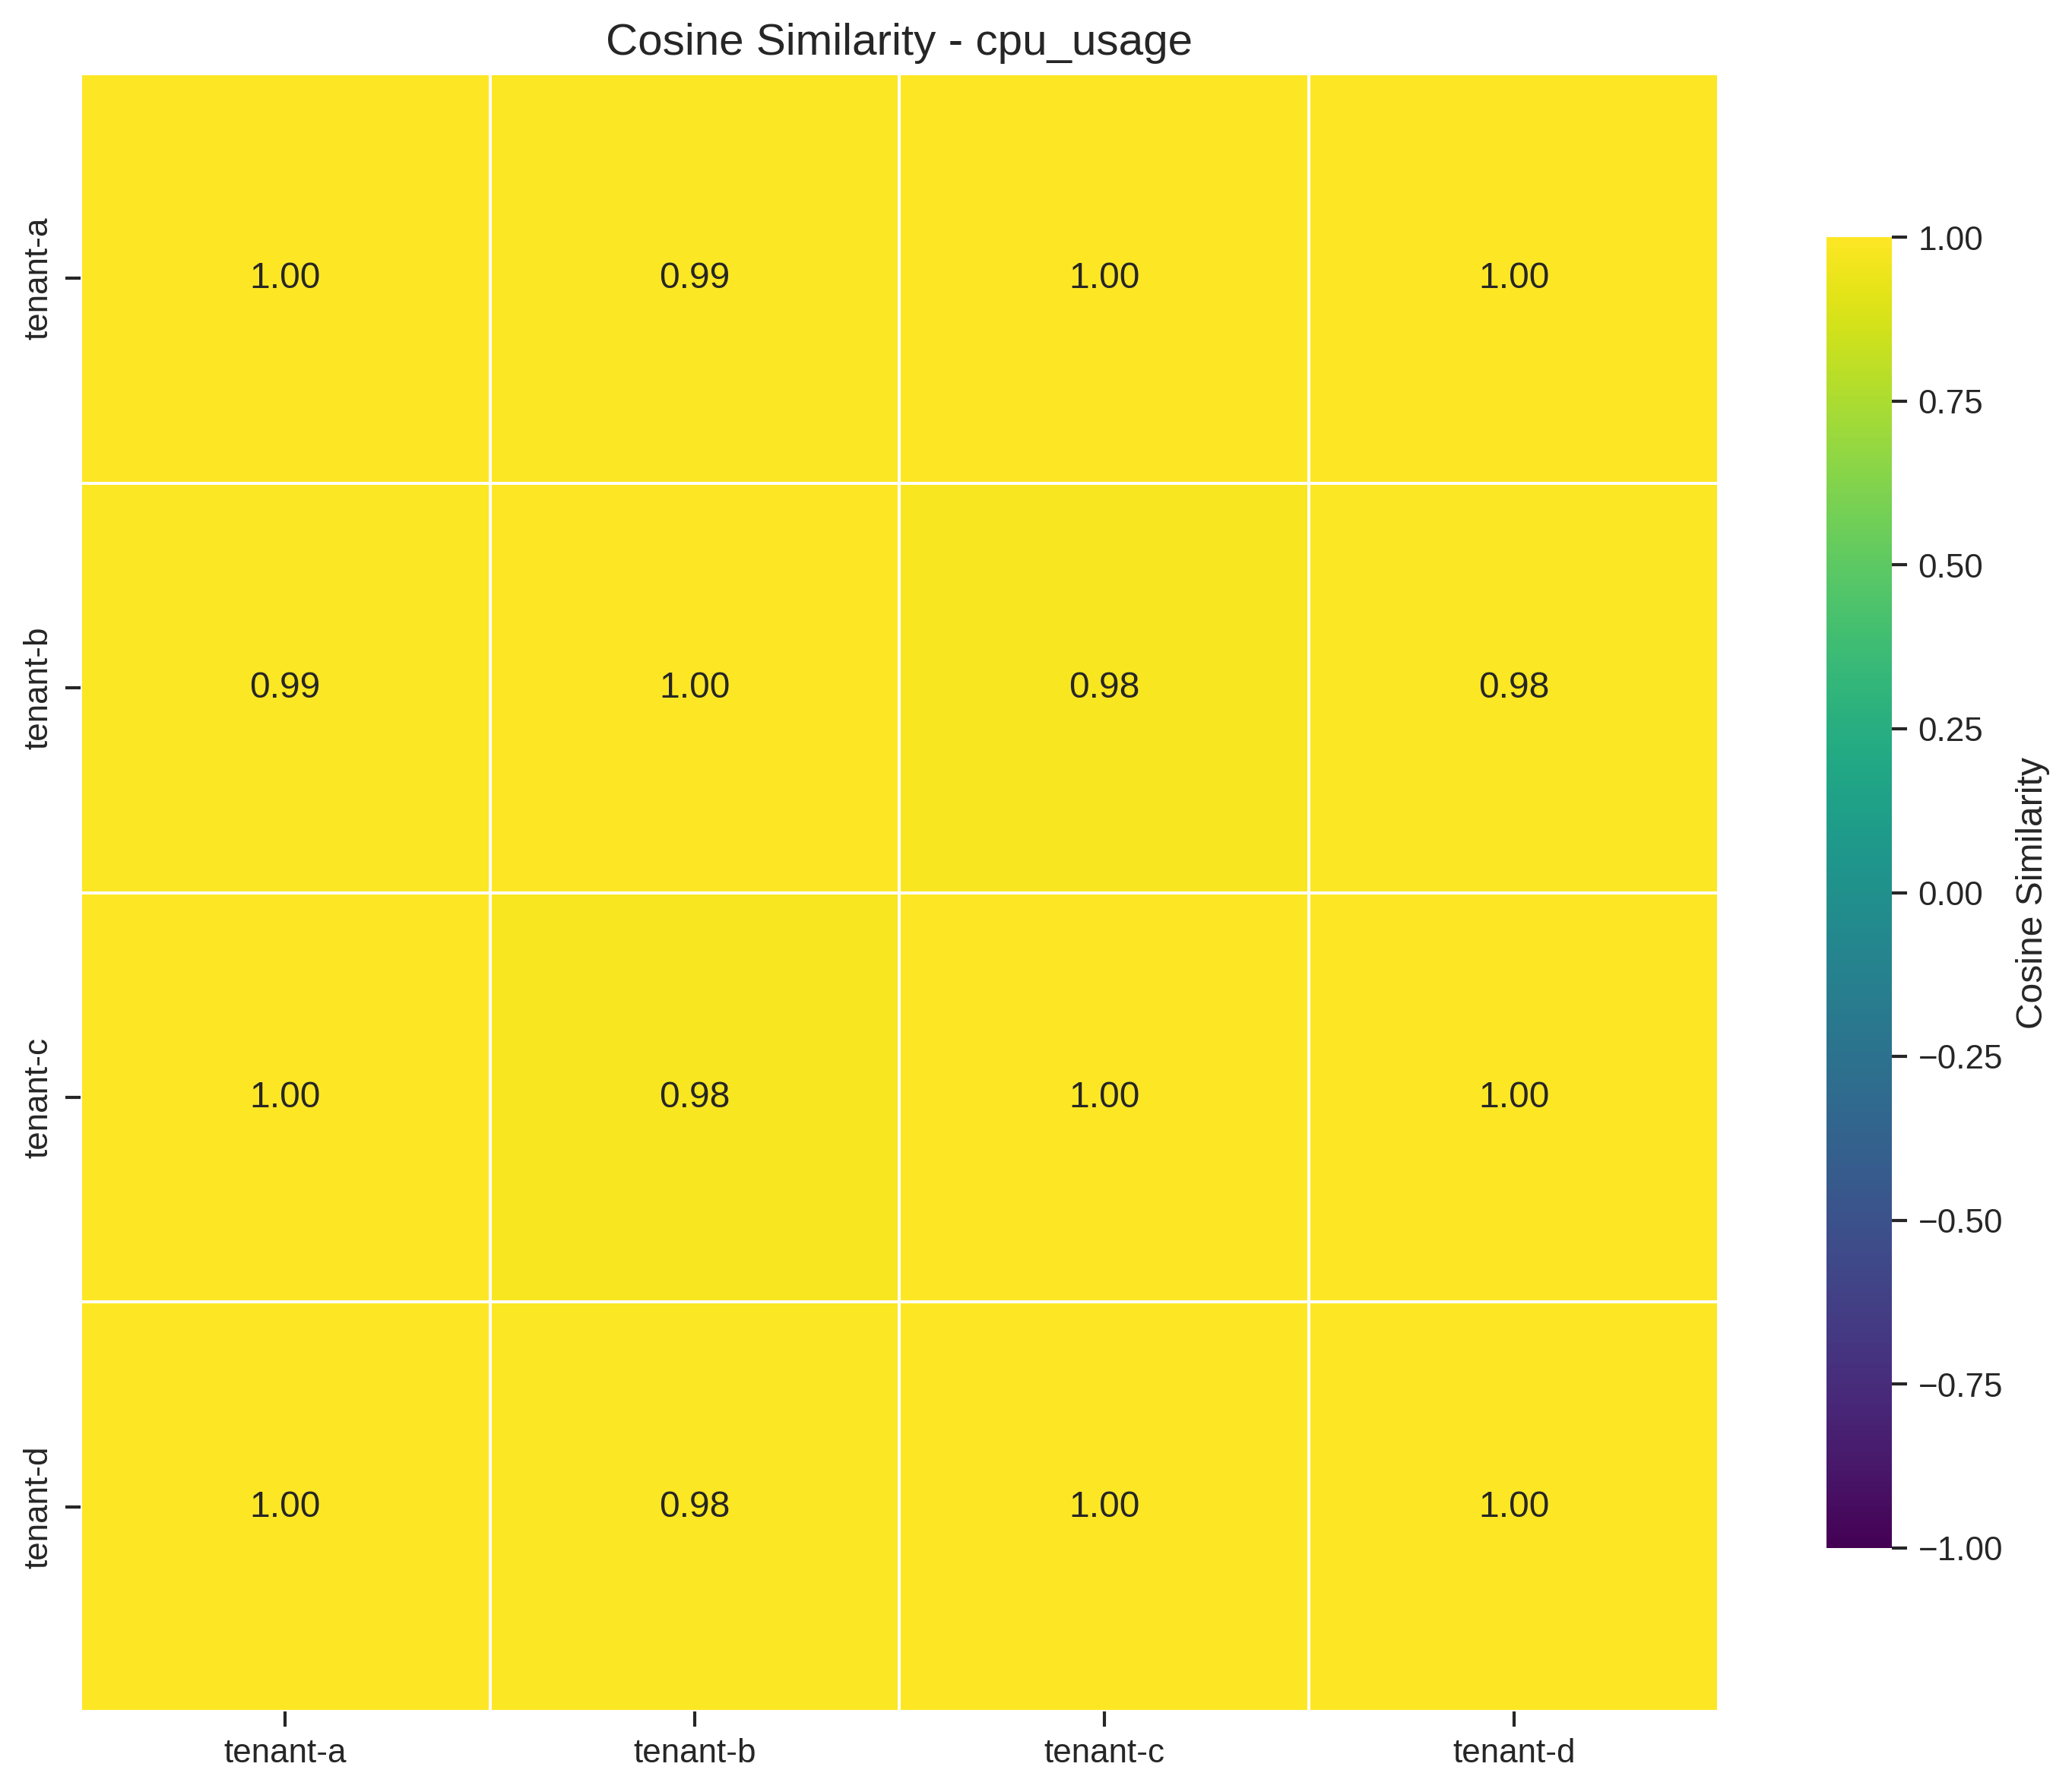 Cosine Similarity - cpu_usage
tenant-a
1.00
0.99
1.00
1.00
tenant-b
0.99
1.00
0.98
0.98
tenant-c
1.00
0.98
1.00
1.00
tenant-d
1.00
0.98
1.00
1.00
tenant-a
tenant-b
tenant-c
tenant-d
1.00
0.75
0.50
0.25
0.00
−0.25
−0.50
−0.75
−1.00
Cosine Similarity